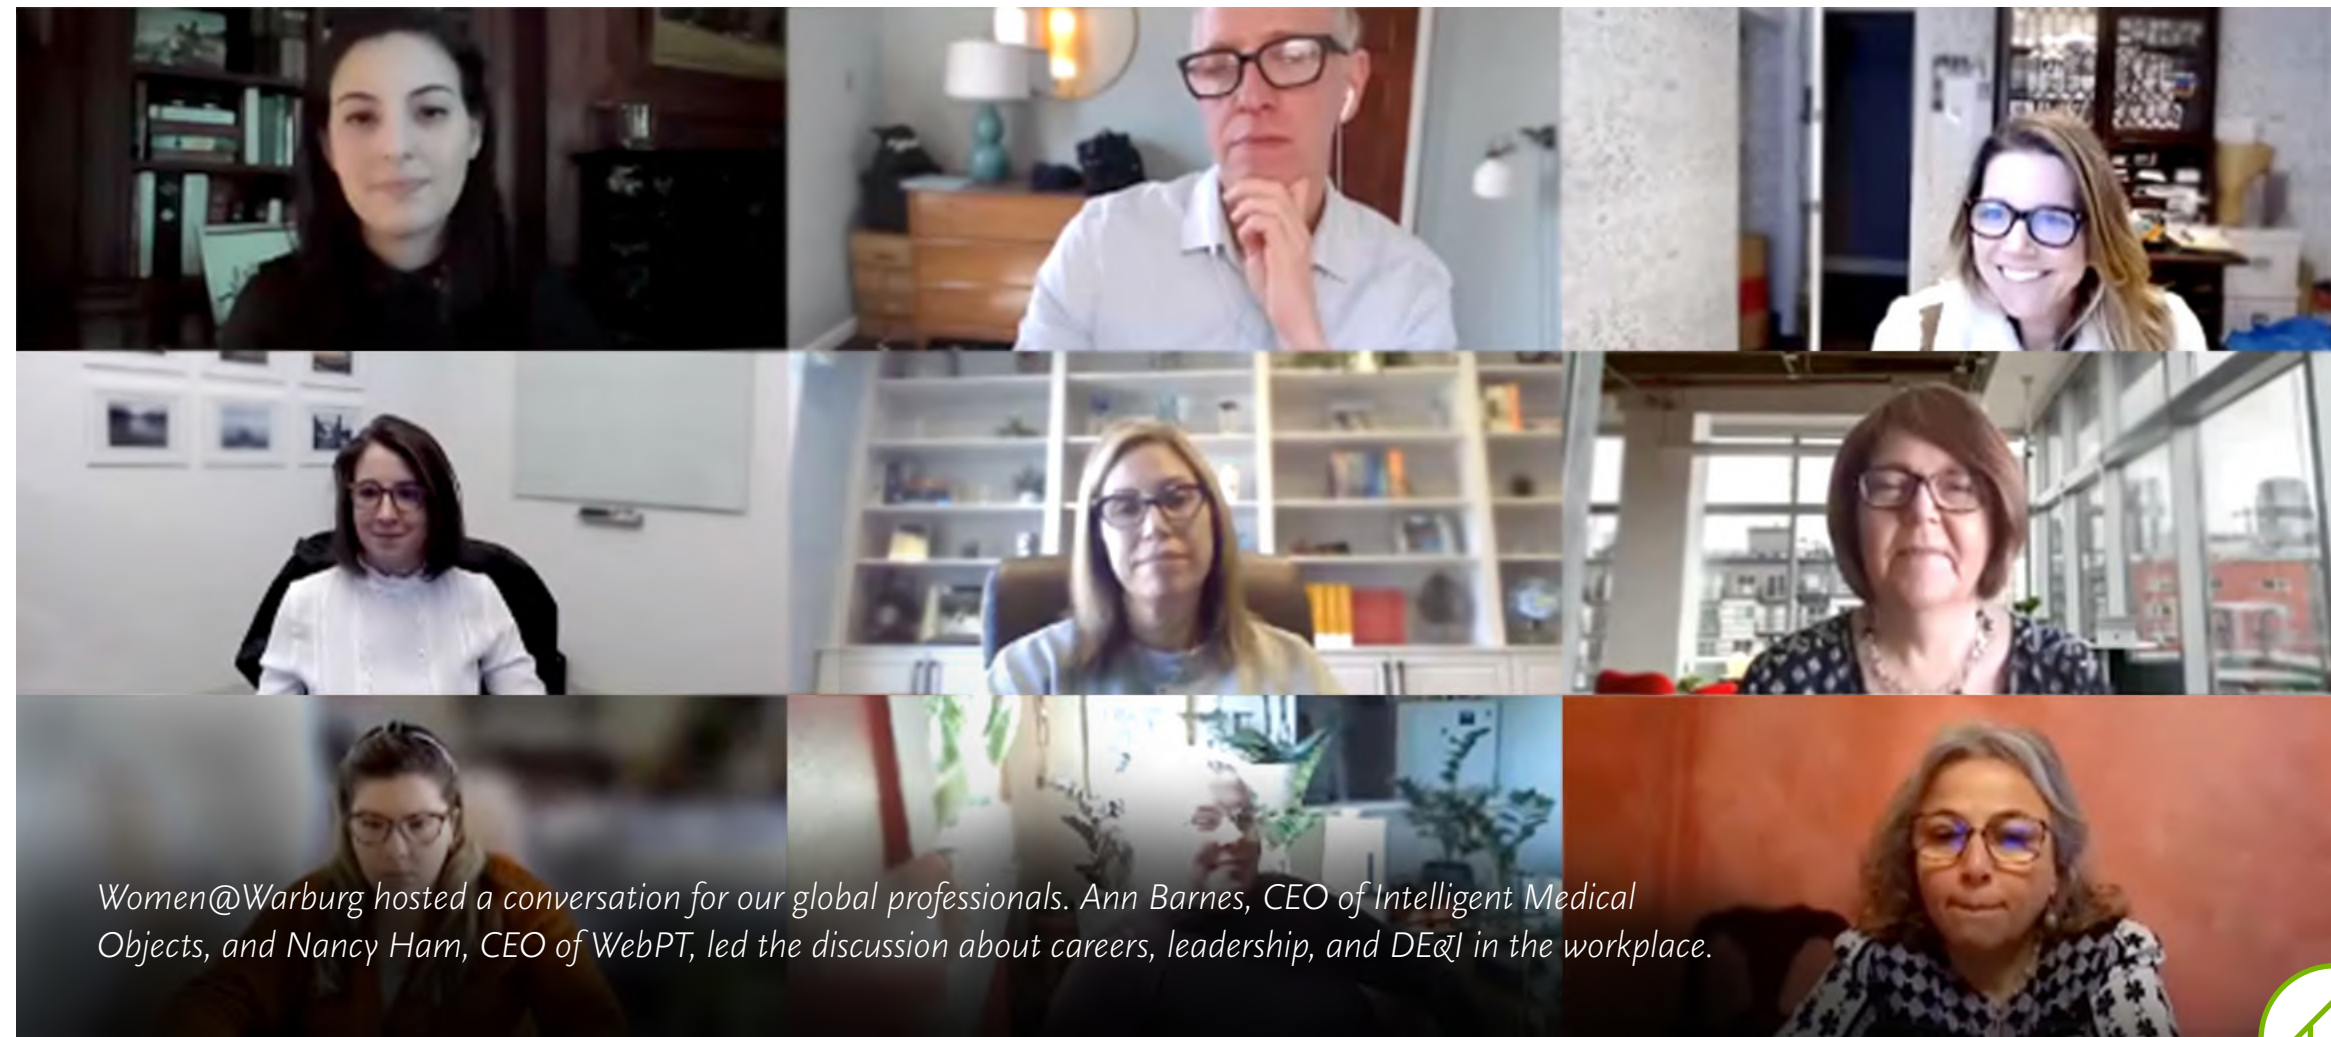 Women@Warburg hosted a conversation for our global professionals. Ann Barnes, CEO of Intelligent Medical
Objects, and Nancy Ham, CEO of WebPT, led the discussion about careers, leadership, and DE&I in the workplace.